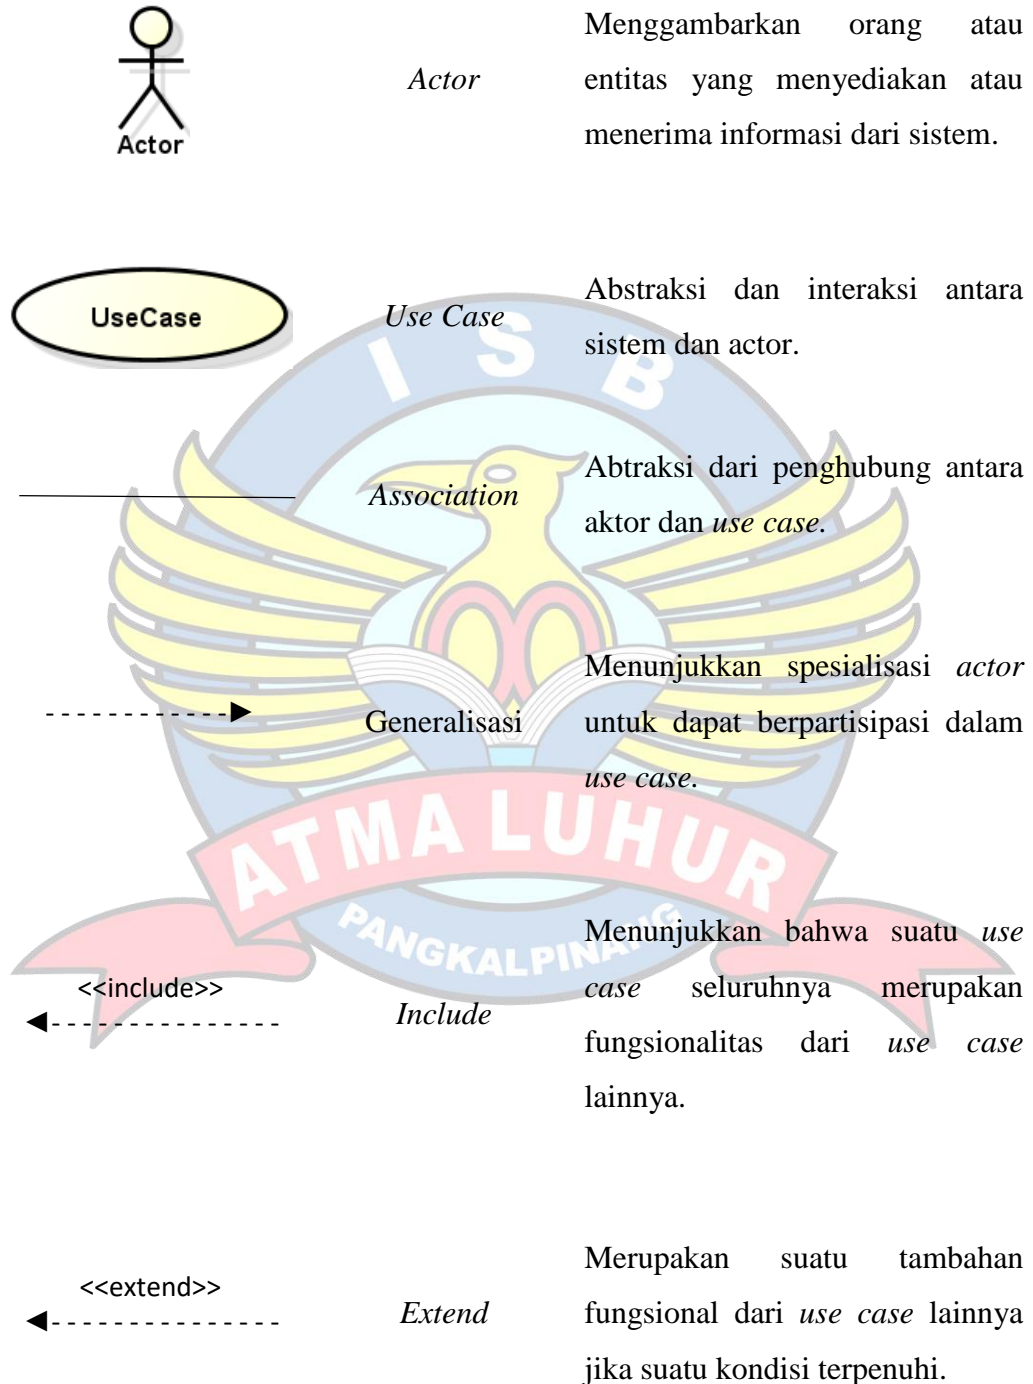 Menggambarkan orang atau
Actor
entitas yang menyediakan atau
menerima informasi dari sistem.
Actor
UseCase
Use Case
Abstraksi dan interaksi antara
sistem dan actor.
I S B
Association
Abtraksi dari penghubung antara
aktor dan use case.
Generalisasi
Menunjukkan spesialisasi actor
untuk dapat berpartisipasi dalam
use case.
ATMA LUHUR
PANGKALPINANG
<<include>>
Include
Menunjukkan bahwa suatu use
case seluruhnya merupakan
fungsionalitas dari use case
lainnya.
<<extend>>
Extend
Merupakan suatu tambahan
fungsional dari use case lainnya
jika suatu kondisi terpenuhi.